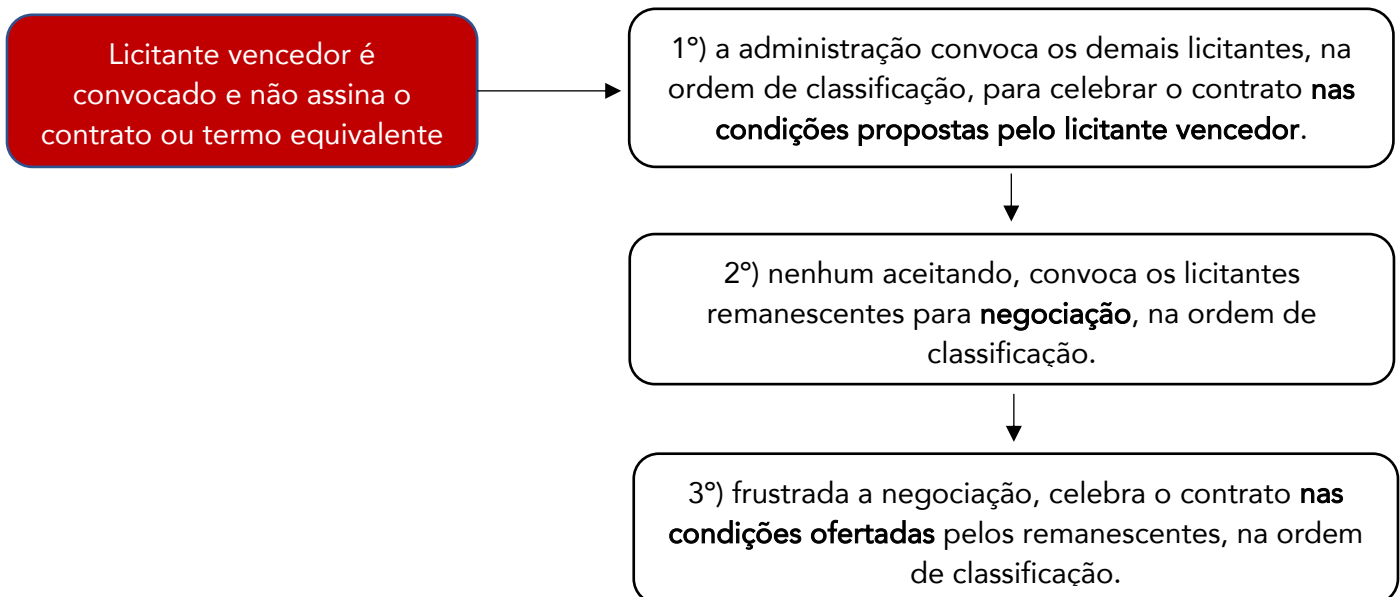 Licitante vencedor é
convocado e não assina o
contrato ou termo equivalente
1º) a administração convoca os demais licitantes, na
ordem de classificação, para celebrar o contrato nas
condições propostas pelo licitante vencedor.
2º) nenhum aceitando, convoca os licitantes
remanescentes para negociação, na ordem de
classificação.
3º) frustrada a negociação, celebra o contrato nas
condições ofertadas pelos remanescentes, na ordem
de classificação.